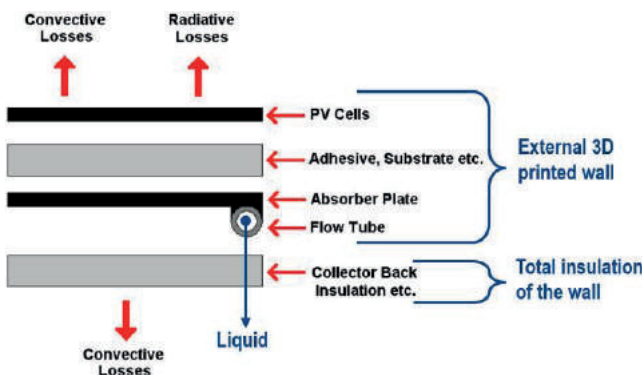 Convective
Losses
Radiative
Losses
PV Cells
Adhesive, Substrate etc.
Absorber Plate
Flow Tube
External 3D
printed wall
Collector Back
Insulation etc.
Total insulation
of the wall
Liquid
Convective
Losses